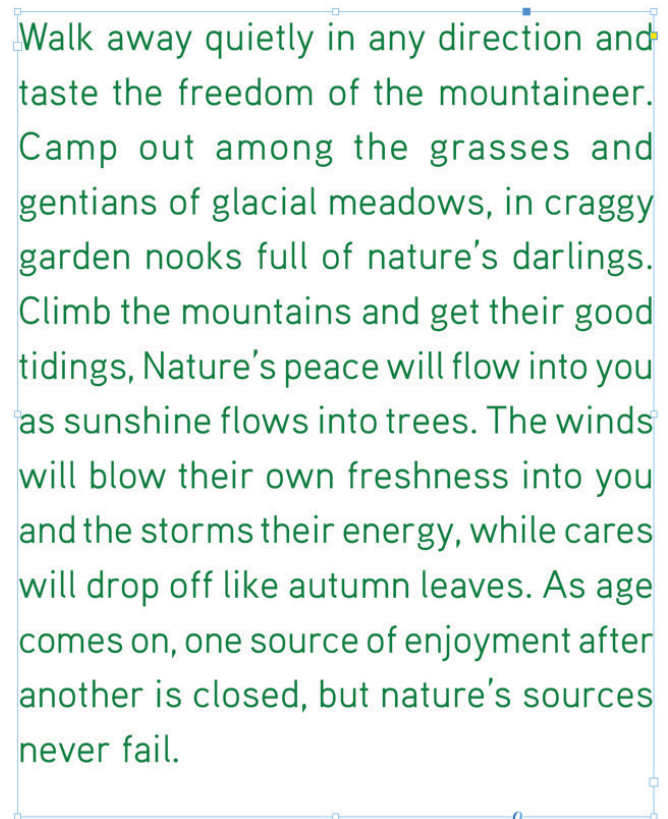 Walk away quietly in any direction and
taste the freedom of the mountaineer.
Camp out among the grasses and
gentians of glacial meadows, in craggy
garden nooks full of nature’s darlings.
Climb the mountains and get their good
tidings, Nature’s peace will flow into you
as sunshine flows into trees. The winds
will blow their own freshness into you
and the storms their energy, while cares
will drop off like autumn leaves. As age
comes on, one source of enjoyment after
another is closed, but nature’s sources
never fail.